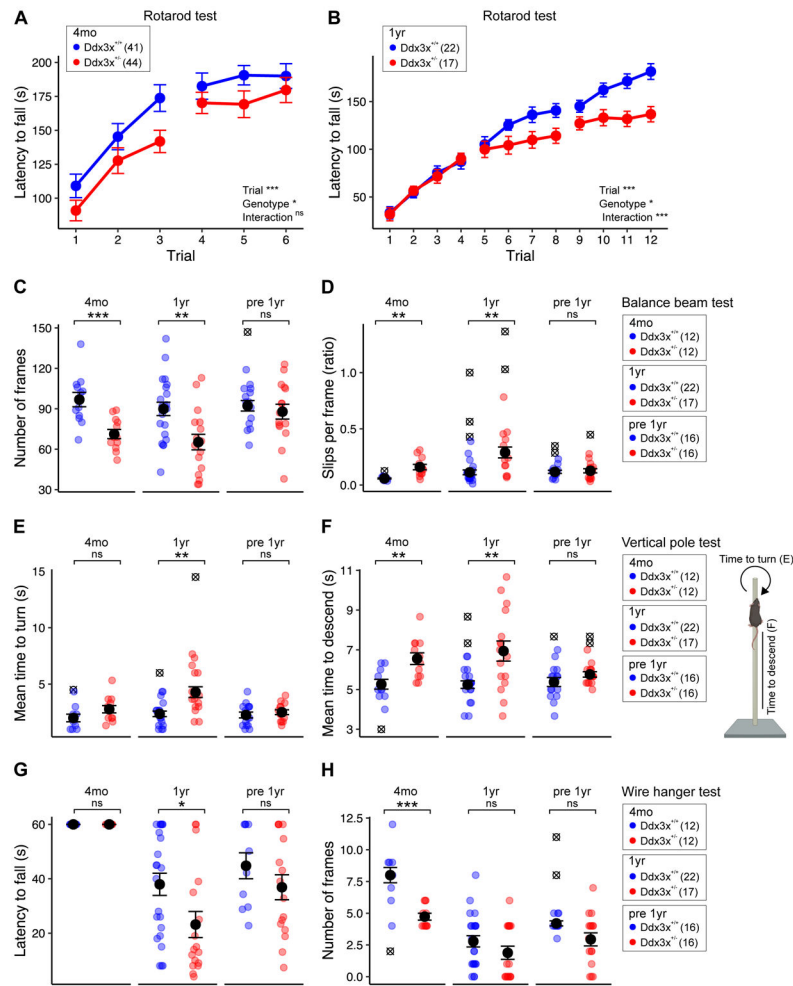 A
Rotarod test
4mo
Ddx3x+/+ (41)
Ddx3x+/- (44)
Latency to fall (s)
200
175
150
125
100
Trial ***
Genotype *
Interaction ns
1 2 3 4 5 6
Trial
B
Rotarod test
1yr
Ddx3x+/+ (22)
Ddx3x+/- (17)
Latency to fall (s)
200
150
100
50
Trial ***
Genotype *
Interaction ***
1 2 3 4 5 6 7 8 9 10 11 12
Trial
C
4mo 1yr pre 1yr
*** ** ns
Number of frames
150
120
90
60
30
D
4mo 1yr pre 1yr
** ** ns
Slips per frame (ratio)
1.0
0.5
0.0
Balance beam test
4mo
Ddx3x+/+ (12)
Ddx3x+/- (12)
1yr
Ddx3x+/+ (22)
Ddx3x+/- (17)
pre 1yr
Ddx3x+/+ (16)
Ddx3x+/- (16)
E
4mo 1yr pre 1yr
ns ** ns
Mean time to turn (s)
15
10
5
F
4mo 1yr pre 1yr
** ** ns
Mean time to descend (s)
11
9
7
5
3
Vertical pole test
4mo
Ddx3x+/+ (12)
Ddx3x+/- (12)
1yr
Ddx3x+/+ (22)
Ddx3x+/- (17)
pre 1yr
Ddx3x+/+ (16)
Ddx3x+/- (16)
Time to turn (E)
Time to descend (F)
G
4mo 1yr pre 1yr
ns * ns
Latency to fall (s)
60
40
20
H
4mo 1yr pre 1yr
*** ns ns
Number of frames
12.5
10.0
7.5
5.0
2.5
0.0
Wire hanger test
4mo
Ddx3x+/+ (12)
Ddx3x+/- (12)
1yr
Ddx3x+/+ (22)
Ddx3x+/- (17)
pre 1yr
Ddx3x+/+ (16)
Ddx3x+/- (16)